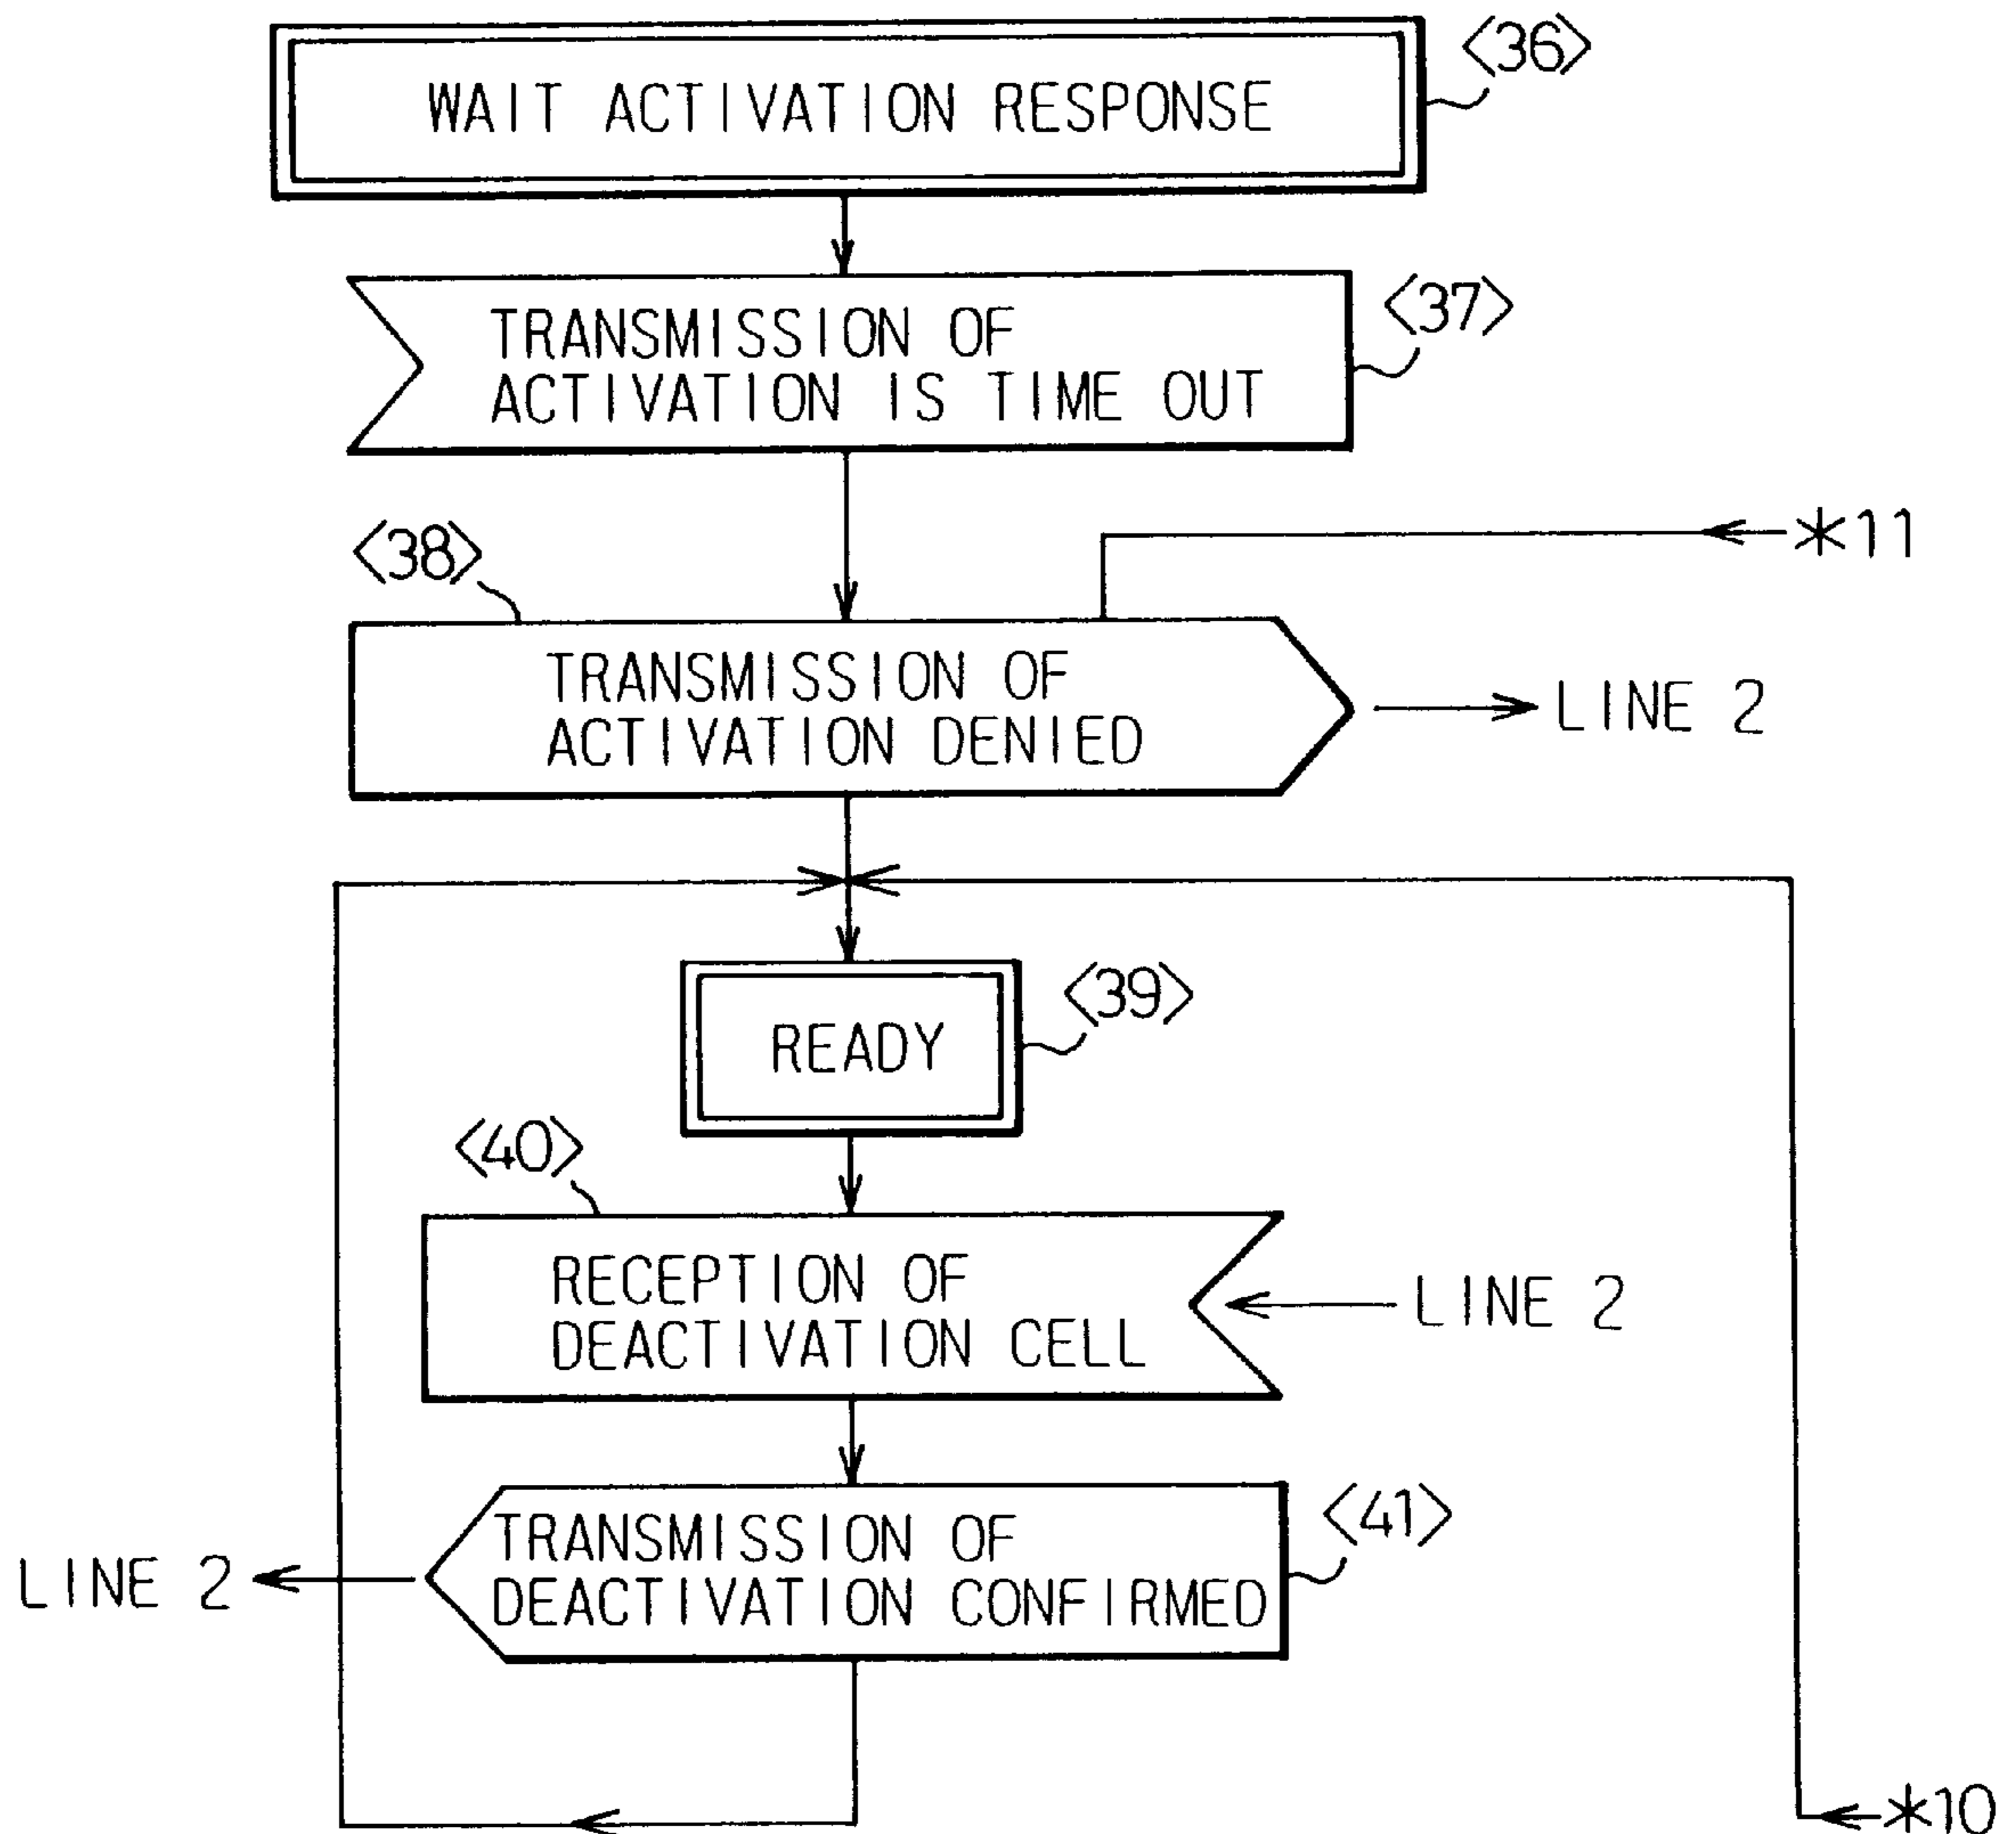 <36>
WAIT ACTIVATION RESPONSE
<37>
TRANSMISSION OF
ACTIVATION IS TIME OUT
*11
<38>
TRANSMISSION OF
ACTIVATION DENIED
LINE 2
<39>
READY
<40>
RECEPTION OF
DEACTIVATION CELL
LINE 2
<41>
TRANSMISSION OF
DEACTIVATION CONFIRMED
LINE 2
*10